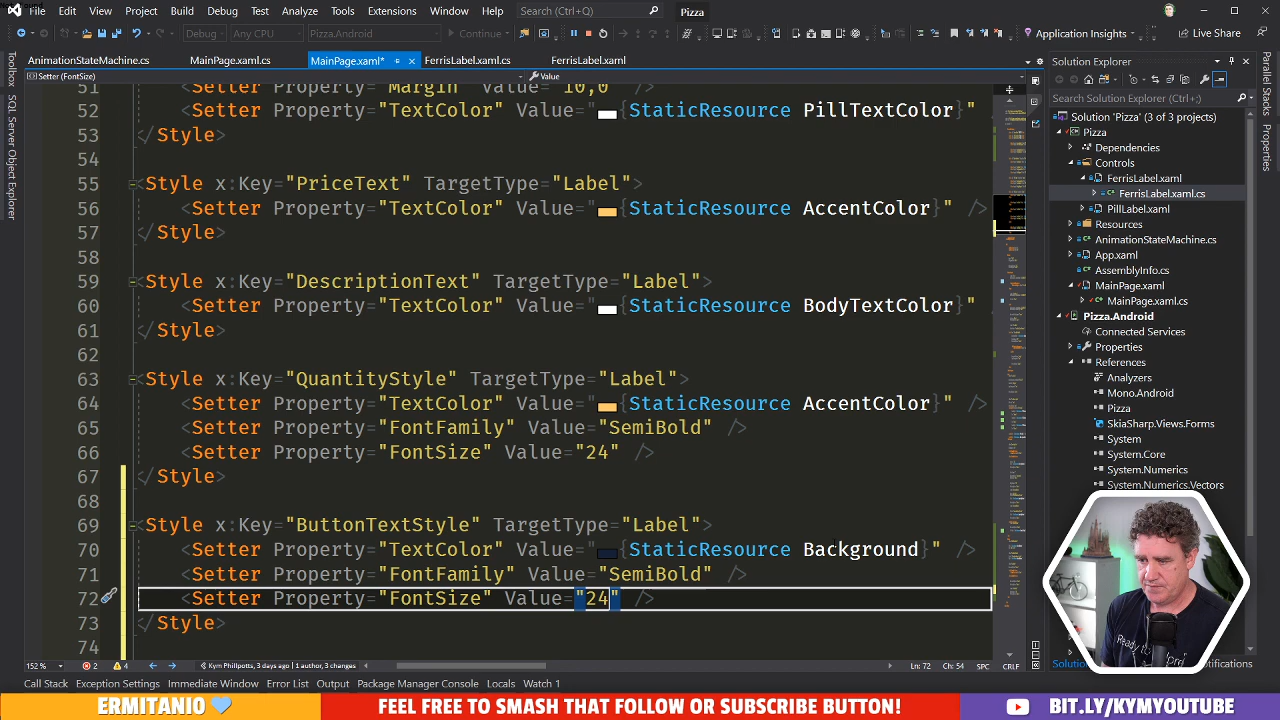 File Edit View Git Project Build Debug Test Analyze Tools Extensions Window Help Search (Ctrl+Q) Pizza
Debug Any CPU Pizza.Android Continue Application Insights Live Share
AnimationStateMachine.cs MainPage.xaml.cs MainPage.xaml* FerrisLabel.xaml.cs FerrisLabel.xaml
Setter (FontSize) Value
51 <Setter Property="Margin" Value="10,0" />
52 <Setter Property="TextColor" Value="{StaticResource PillTextColor}"
53 </Style>
54
55 <Style x:Key="PriceText" TargetType="Label">
56 <Setter Property="TextColor" Value="{StaticResource AccentColor}" />
57 </Style>
58
59 <Style x:Key="DescriptionText" TargetType="Label">
60 <Setter Property="TextColor" Value="{StaticResource BodyTextColor}"
61 </Style>
62
63 <Style x:Key="QuantityStyle" TargetType="Label">
64 <Setter Property="TextColor" Value="{StaticResource AccentColor}" />
65 <Setter Property="FontFamily" Value="SemiBold" />
66 <Setter Property="FontSize" Value="24" />
67 </Style>
68
69 <Style x:Key="BUttonTextStyle" TargetType="Label">
70 <Setter Property="TextColor" Value="{StaticResource Background}" />
71 <Setter Property="FontFamily" Value="SemiBold" />
72 <Setter Property="FontSize" Value="24" />
73 </Style>
74
152 % 2 4 Kym Phillpotts, 3 days ago | 1 author, 3 changes Ln: 72 Ch: 54 SPC CRLF
Call Stack Exception Settings Immediate Window Error List Output Package Manager Console Locals Watch 1
Toolbox
SQL Server Object Explorer
Solution Explorer
Search Solution Explorer (Ctrl+;)
Solution 'Pizza' (3 of 3 projects)
Pizza
Dependencies
Controls
FerrisLabel.xaml
FerrisLabel.xaml.cs
PillLabel.xaml
Resources
AnimationStateMachine.cs
App.xaml
AssemblyInfo.cs
MainPage.xaml
MainPage.xaml.cs
Pizza.Android
Connected Services
Properties
References
Analyzers
Mono.Android
Pizza
SkiaSharp.Views.Forms
System
System.Core
System.Numerics
System.Numerics.Vectors
Parallel Stacks
Properties
ERMITANIO
FEEL FREE TO SMASH THAT FOLLOW OR SUBSCRIBE BUTTON!
BIT.LY/KYMYOUTUBE